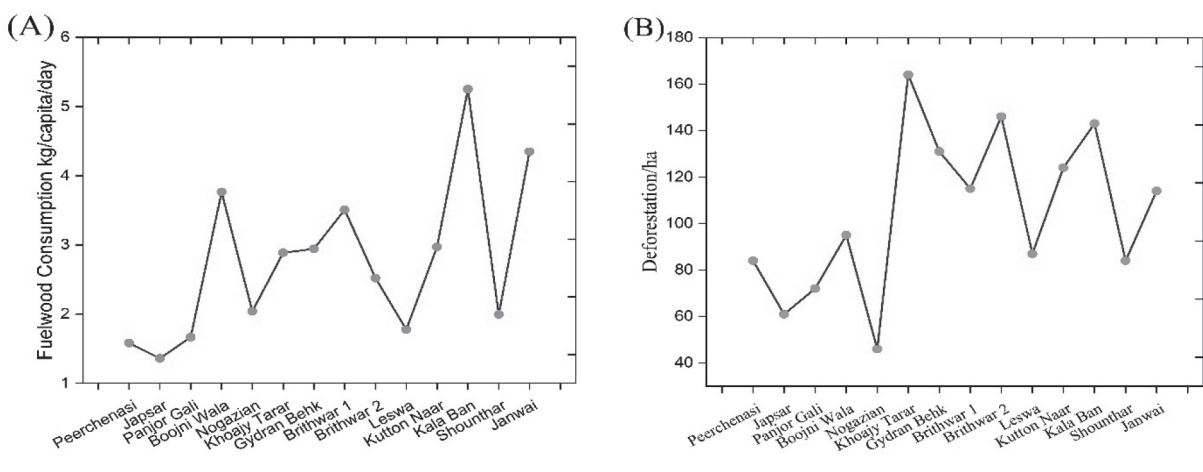 (A)
6
5
4
3
2
1
Fuelwood Consumption kg/capita/day
Peerchenasi
Japsar
Panjor Gali
Boojni Wala
Nogazian
Khoajy Tarar
Gydran Behk
Brithwar 1
Brithwar 2
Leswa
Kutton Naar
Kala Ban
Shounthar
Janwai
(B)
180
160
140
120
100
80
60
40
Deforestation/ha
Peerchenasi
Japsar
Panjor Gali
Boojni Wala
Nogazian
Khoajy Tarar
Gydran Behk
Brithwar 1
Brithwar 2
Leswa
Kutton Naar
Kala Ban
Shounthar
Janwai